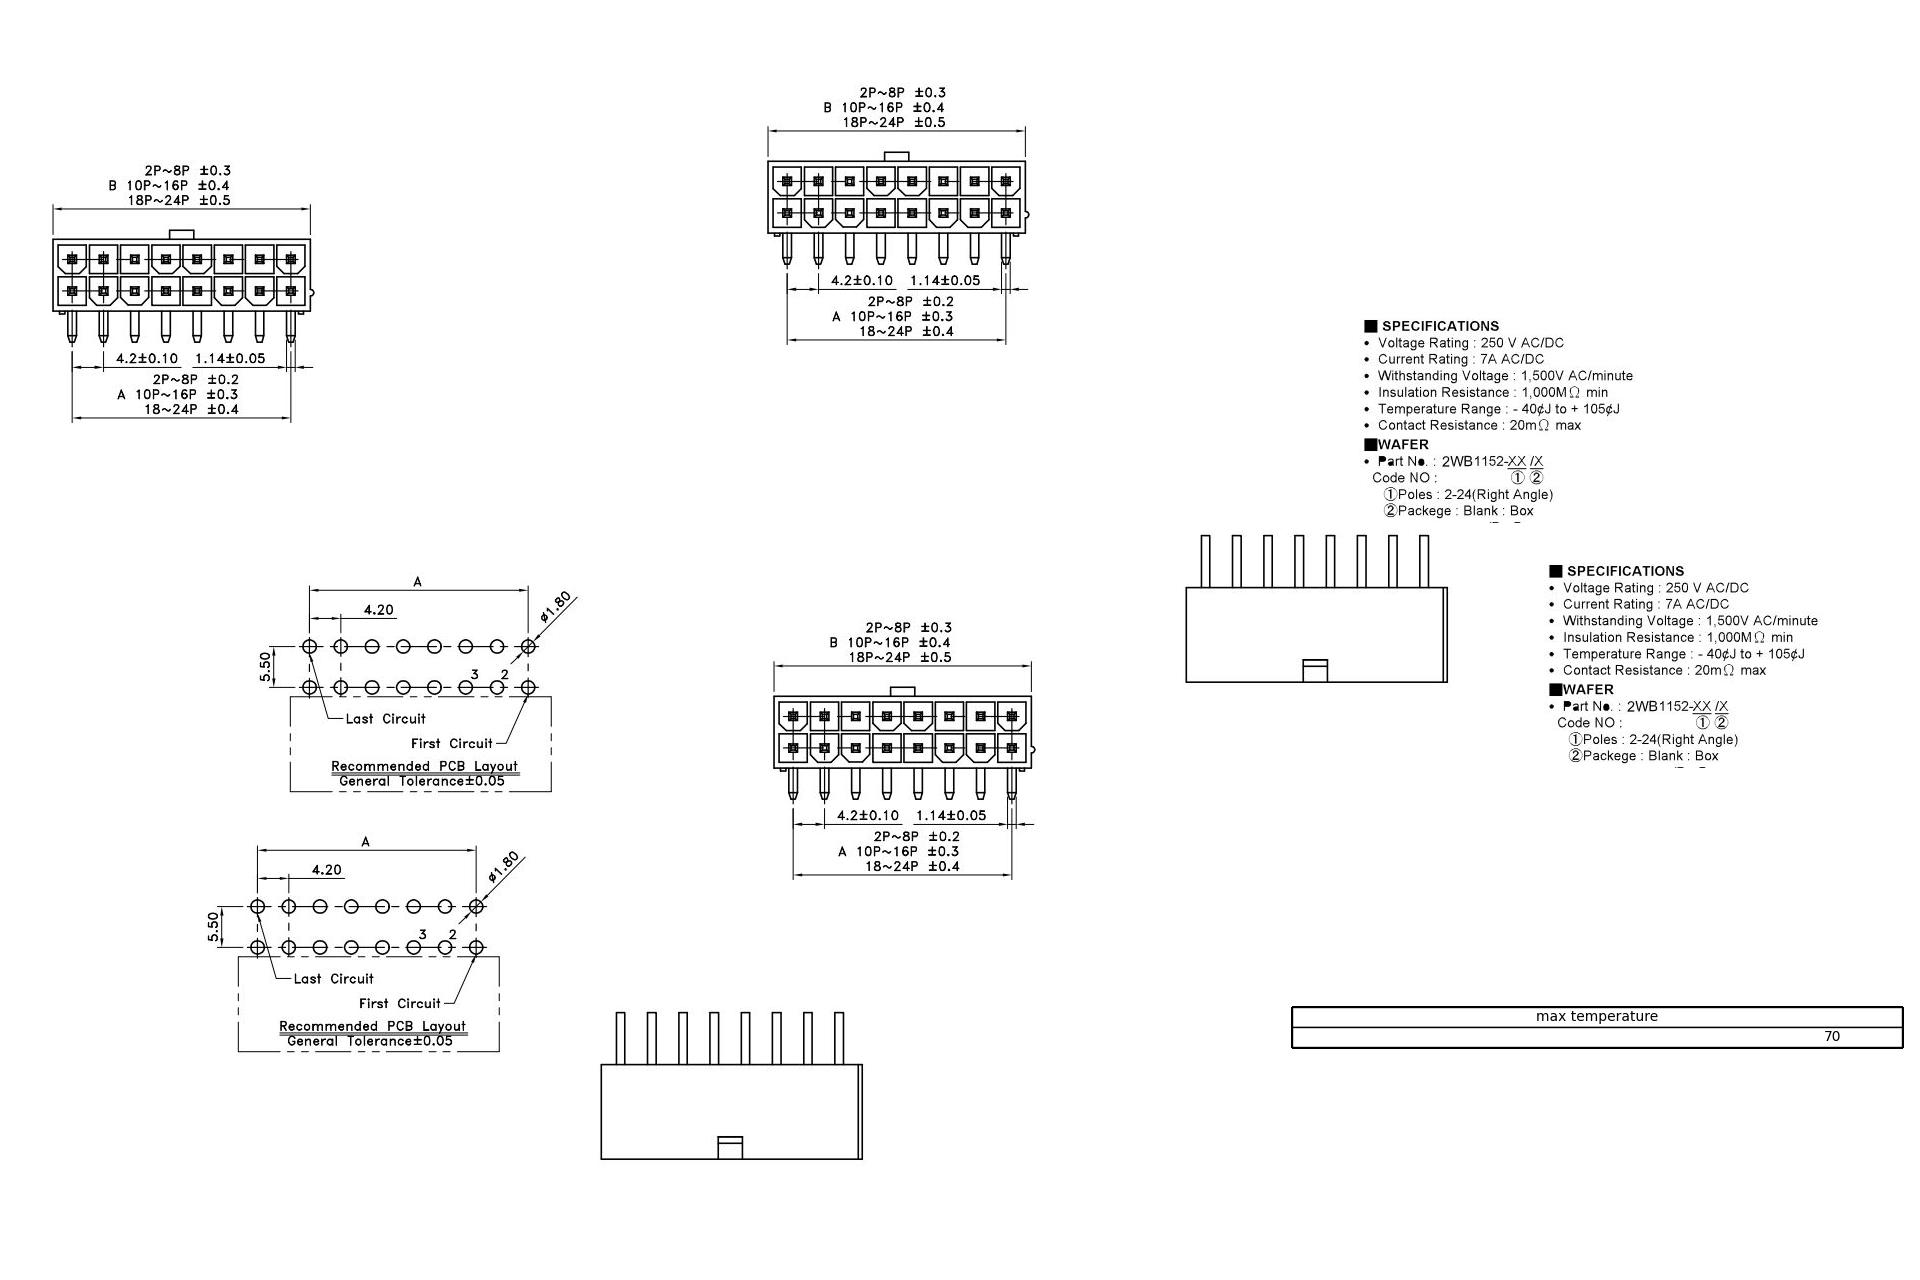 2P~8P ±0.3
B 10P~16P ±0.4
18P~24P ±0.5
4.2±0.10 1.14±0.05
2P~8P ±0.2
A 10P~16P ±0.3
18~24P ±0.4
2P~8P ±0.3
B 10P~16P ±0.4
18P~24P ±0.5
4.2±0.10 1.14±0.05
2P~8P ±0.2
A 10P~16P ±0.3
18~24P ±0.4
■ SPECIFICATIONS
• Voltage Rating : 250 V AC/DC
• Current Rating : 7A AC/DC
• Withstanding Voltage : 1,500V AC/minute
• Insulation Resistance : 1,000MΩ min
• Temperature Range : - 40¢J to + 105¢J
• Contact Resistance : 20mΩ max
■WAFER
• Part No. : 2WB1152-XX /X
Code NO : ① ②
①Poles : 2-24(Right Angle)
②Packege : Blank : Box
■ SPECIFICATIONS
• Voltage Rating : 250 V AC/DC
• Current Rating : 7A AC/DC
• Withstanding Voltage : 1,500V AC/minute
• Insulation Resistance : 1,000MΩ min
• Temperature Range : - 40¢J to + 105¢J
• Contact Resistance : 20mΩ max
■WAFER
• Part No. : 2WB1152-XX /X
Code NO : ① ②
①Poles : 2-24(Right Angle)
②Packege : Blank : Box
A
4.20
ø1.80
5.50
3 2
Last Circuit
First Circuit
Recommended PCB Layout
General Tolerance±0.05
2P~8P ±0.3
B 10P~16P ±0.4
18P~24P ±0.5
4.2±0.10 1.14±0.05
2P~8P ±0.2
A 10P~16P ±0.3
18~24P ±0.4
A
4.20
ø1.80
5.50
3 2
Last Circuit
First Circuit
Recommended PCB Layout
General Tolerance±0.05
max temperature
70